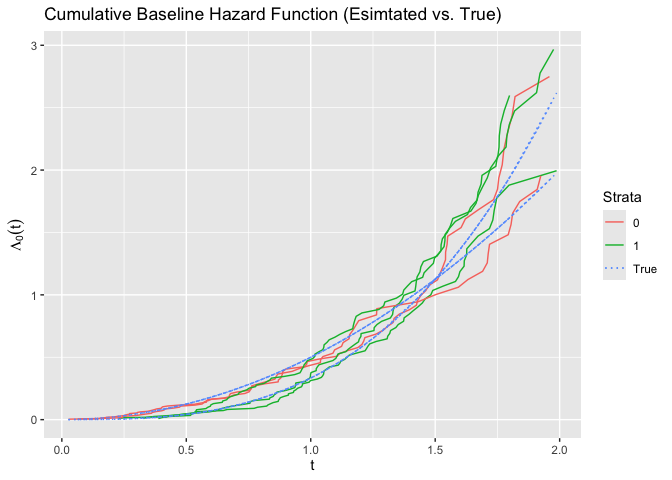 Cumulative Baseline Hazard Function (Esimtated vs. True)
3
2
1
0
Λ₀(t)
0.0
0.5
1.0
1.5
2.0
t
Strata
0
1
True